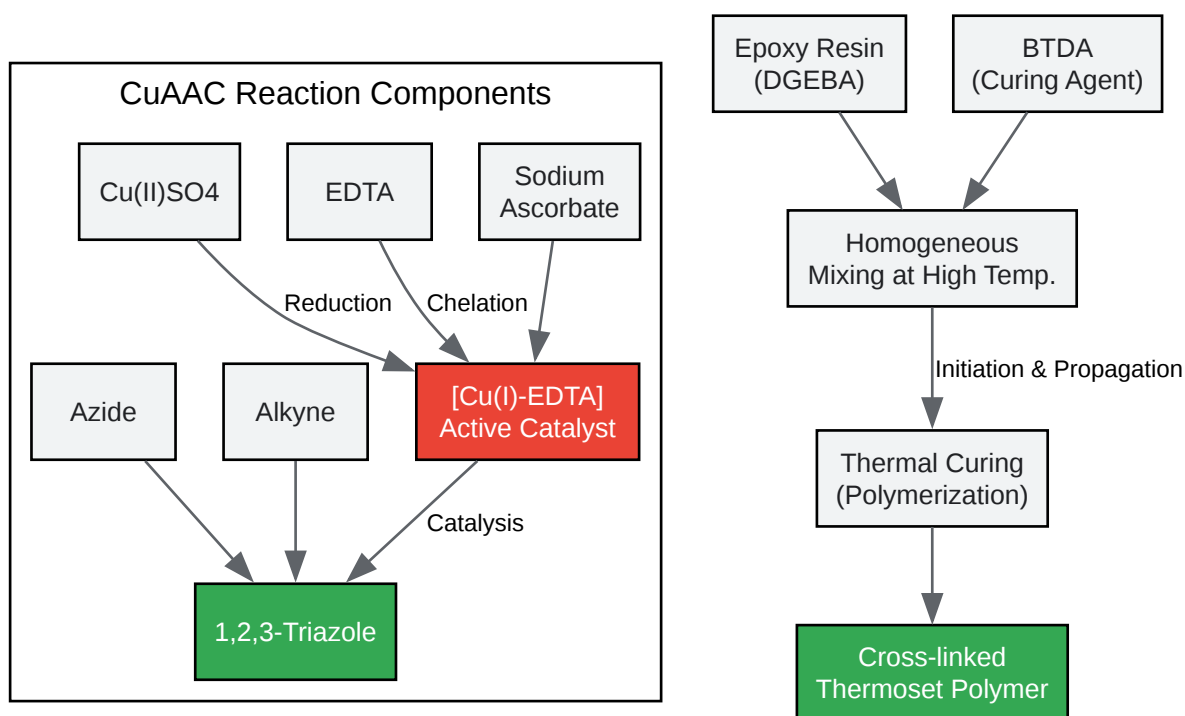 CuAAC Reaction Components
Cu(II)SO4
EDTA
Sodium
Ascorbate
Reduction
Chelation
Azide
Alkyne
[Cu(I)-EDTA]
Active Catalyst
Catalysis
1,2,3-Triazole
Epoxy Resin
(DGEBA)
BTDA
(Curing Agent)
Homogeneous
Mixing at High Temp.
Initiation & Propagation
Thermal Curing
(Polymerization)
Cross-linked
Thermoset Polymer